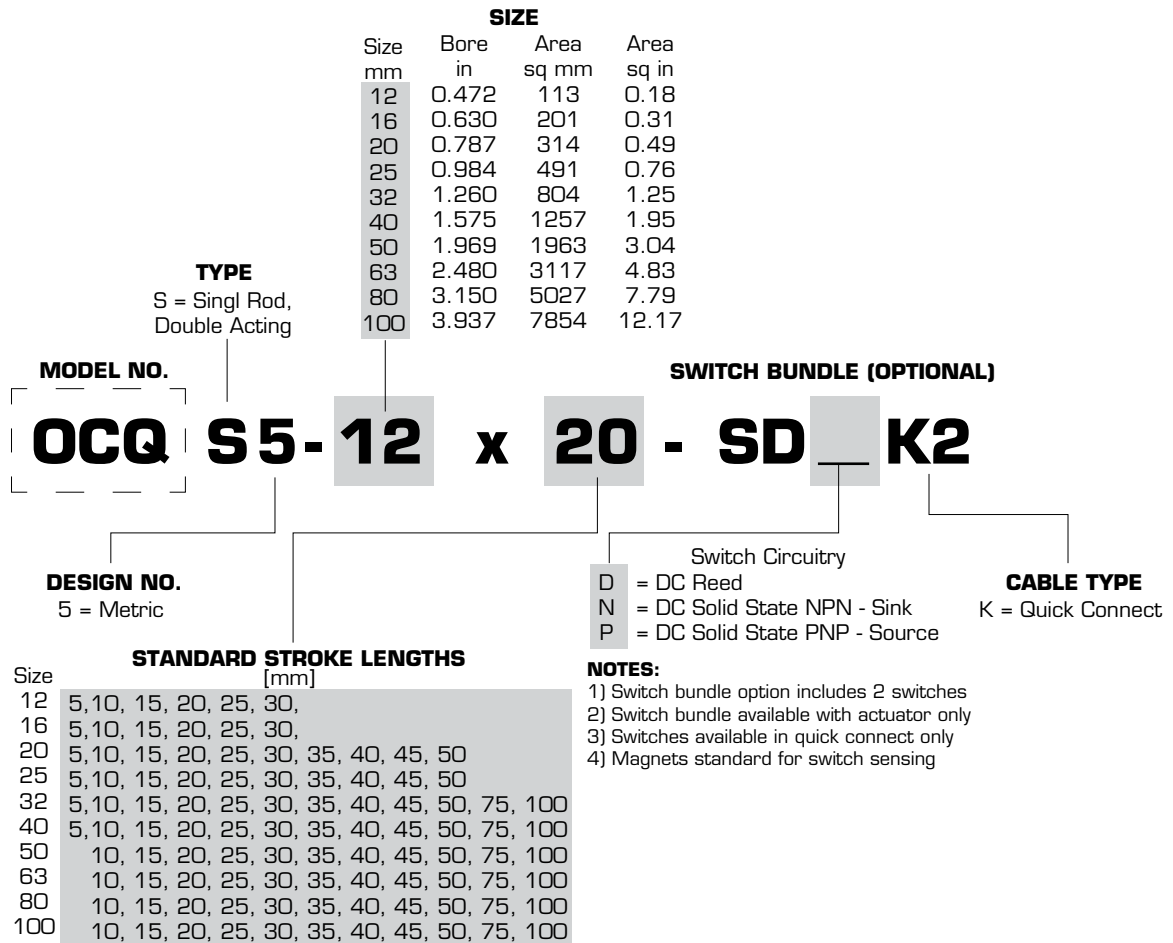 SIZE
Size Bore Area Area
mm in sq mm sq in
12 0.472 113 0.18
16 0.630 201 0.31
20 0.787 314 0.49
25 0.984 491 0.76
32 1.260 804 1.25
40 1.575 1257 1.95
50 1.969 1963 3.04
63 2.480 3117 4.83
80 3.150 5027 7.79
100 3.937 7854 12.17
TYPE
S = Singl Rod,
Double Acting
MODEL NO.
SWITCH BUNDLE (OPTIONAL)
OCQ S5-12 x 20 - SD__K2
DESIGN NO.
5 = Metric
Switch Circuitry
D = DC Reed
N = DC Solid State NPN - Sink
P = DC Solid State PNP - Source
CABLE TYPE
K = Quick Connect
STANDARD STROKE LENGTHS
Size [mm]
12 5,10, 15, 20, 25, 30,
16 5,10, 15, 20, 25, 30,
20 5,10, 15, 20, 25, 30, 35, 40, 45, 50
25 5,10, 15, 20, 25, 30, 35, 40, 45, 50
32 5,10, 15, 20, 25, 30, 35, 40, 45, 50, 75, 100
40 5,10, 15, 20, 25, 30, 35, 40, 45, 50, 75, 100
50 10, 15, 20, 25, 30, 35, 40, 45, 50, 75, 100
63 10, 15, 20, 25, 30, 35, 40, 45, 50, 75, 100
80 10, 15, 20, 25, 30, 35, 40, 45, 50, 75, 100
100 10, 15, 20, 25, 30, 35, 40, 45, 50, 75, 100
NOTES:
1) Switch bundle option includes 2 switches
2) Switch bundle available with actuator only
3) Switches available in quick connect only
4) Magnets standard for switch sensing